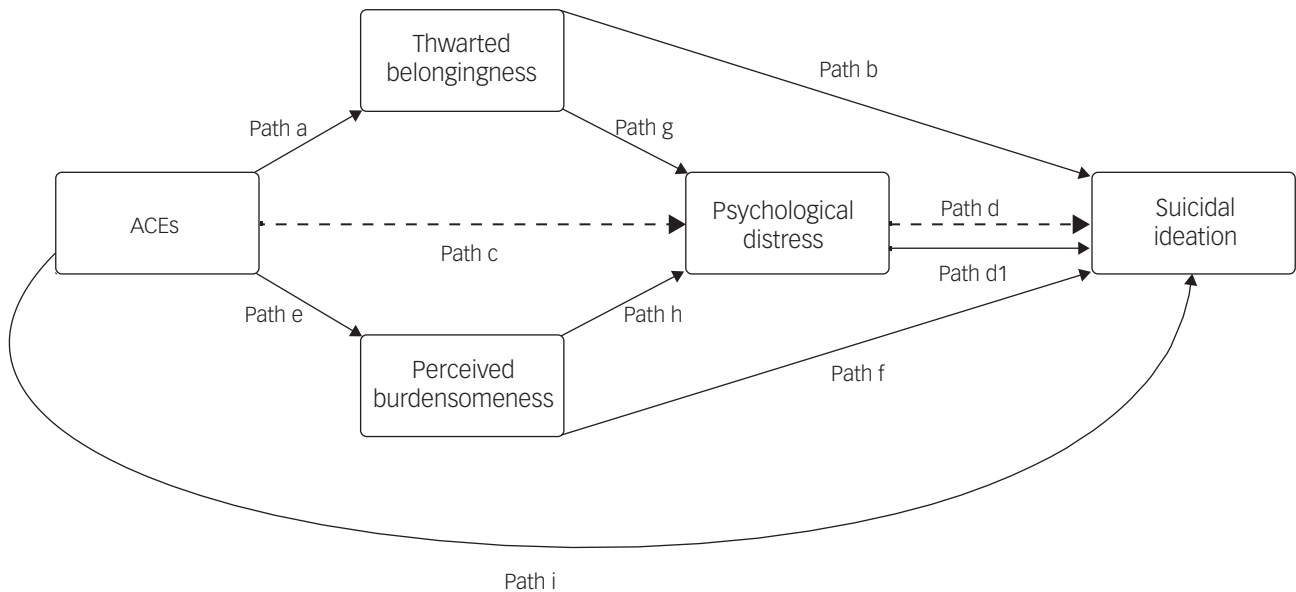 Thwarted
belongingness
Path b
Path a
Path g
ACEs
Path c
Psychological
distress
Path d
Path d1
Suicidal
ideation
Path e
Path h
Perceived
burdensomeness
Path f
Path i